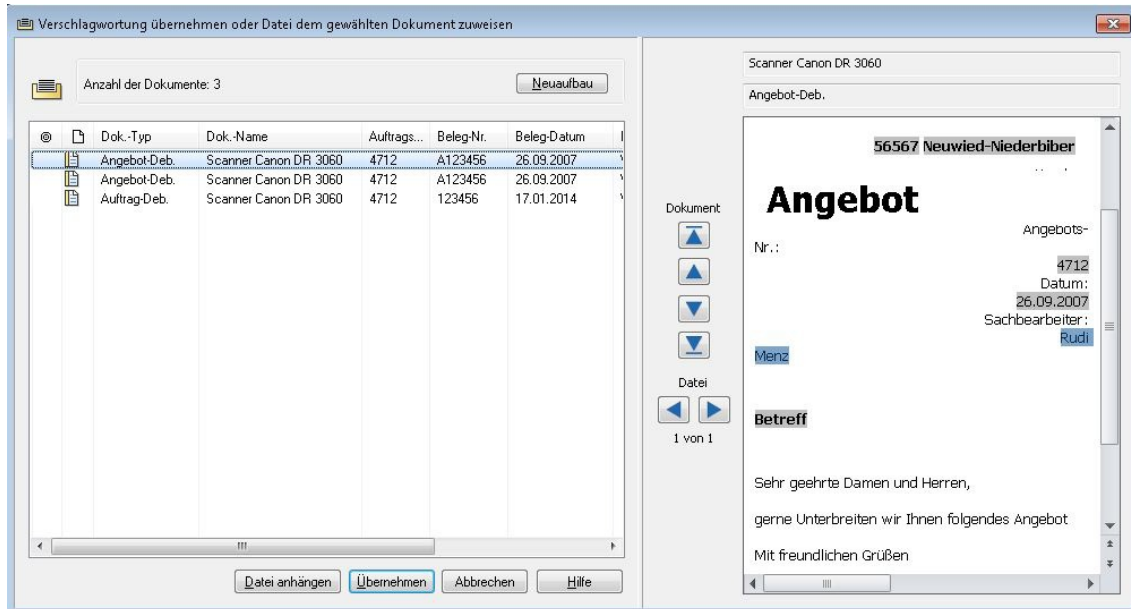 Verschlagwortung übernehmen oder Datei dem gewählten Dokument zuweisen
Anzahl der Dokumente: 3
Neuaufbau
Dok.-Typ Dok.-Name Auftrags... Beleg-Nr. Beleg-Datum
Angebot-Deb. Scanner Canon DR 3060 4712 A123456 26.09.2007
Angebot-Deb. Scanner Canon DR 3060 4712 A123456 26.09.2007
Auftrag-Deb. Scanner Canon DR 3060 4712 123456 17.01.2014
Datei anhängen Übernehmen Abbrechen Hilfe
Dokument
Datei
1 von 1
Scanner Canon DR 3060
Angebot-Deb.
56567 Neuwied-Niederbiber
Angebot
Angebots-
Nr.:
4712
Datum:
26.09.2007
Sachbearbeiter:
Rudi
Menz
Betreff
Sehr geehrte Damen und Herren,
gerne Unterbreiten wir Ihnen folgendes Angebot
Mit freundlichen Grüßen